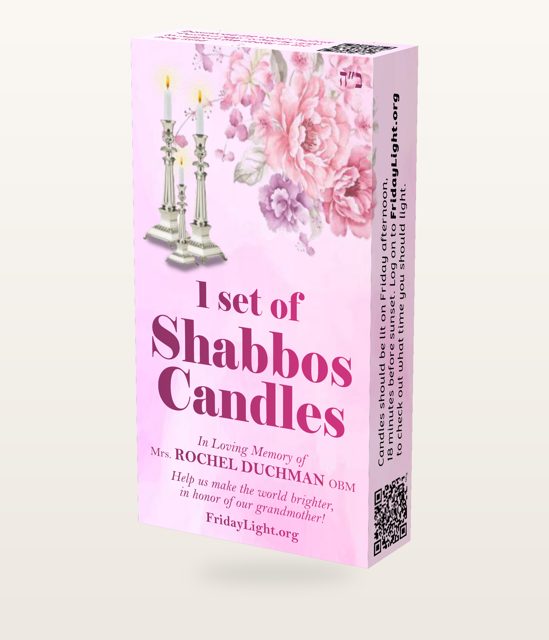 ב"ה
1 set of
Shabbos
Candles
In Loving Memory of
Mrs. ROCHEL DUCHMAN OBM
Help us make the world brighter,
in honor of our grandmother!
FridayLight.org
Candles should be lit on Friday afternoon,
18 minutes before sunset. Log on to FridayLight.org
to check out what time you should light.